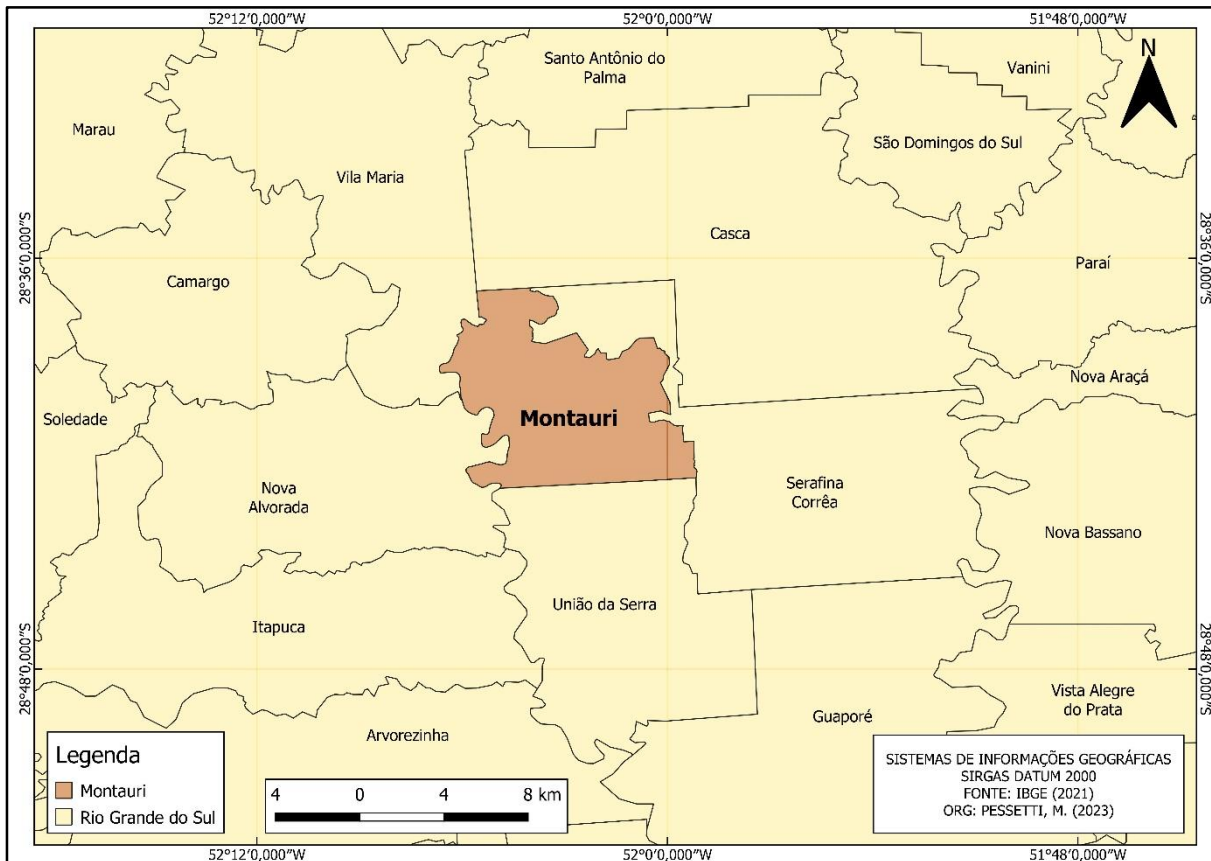 52°12'0,000"W
52°0'0,000"W
51°48'0,000"W
N
Santo Antônio do
Palma
Vanini
Marau
São Domingos do Sul
Vila Maria
Casca
28°36'0,000"S
28°36'0,000"S
Paraí
Camargo
Nova Araçá
Soledade
Montauri
Nova
Alvorada
Serafina
Corrêa
Nova Bassano
União da Serra
Itapuca
28°48'0,000"S
28°48'0,000"S
Vista Alegre
do Prata
Guaporé
Arvorezinha
Legenda
Montauri
Rio Grande do Sul
4 0 4 8 km
SISTEMAS DE INFORMAÇÕES GEOGRÁFICAS
SIRGAS DATUM 2000
FONTE: IBGE (2021)
ORG: PESSETTI, M. (2023)
52°12'0,000"W
52°0'0,000"W
51°48'0,000"W